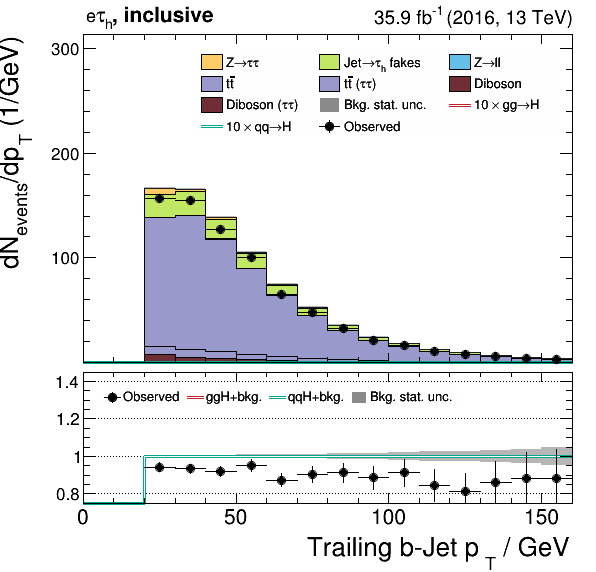 eτh, inclusive 35.9 fb⁻¹ (2016, 13 TeV)
dNevents/dpT (1/GeV)
300
200
100
Z→ττ Jet→τh fakes Z→ll
tt̄ tt̄ (ττ) Diboson
Diboson (ττ) Bkg. stat. unc. 10 × gg→H
10 × qq→H Observed
1.4
1.2
1
0.8
Observed ggH+bkg. qqH+bkg. Bkg. stat. unc.
0 50 100 150
Trailing b-Jet pT / GeV